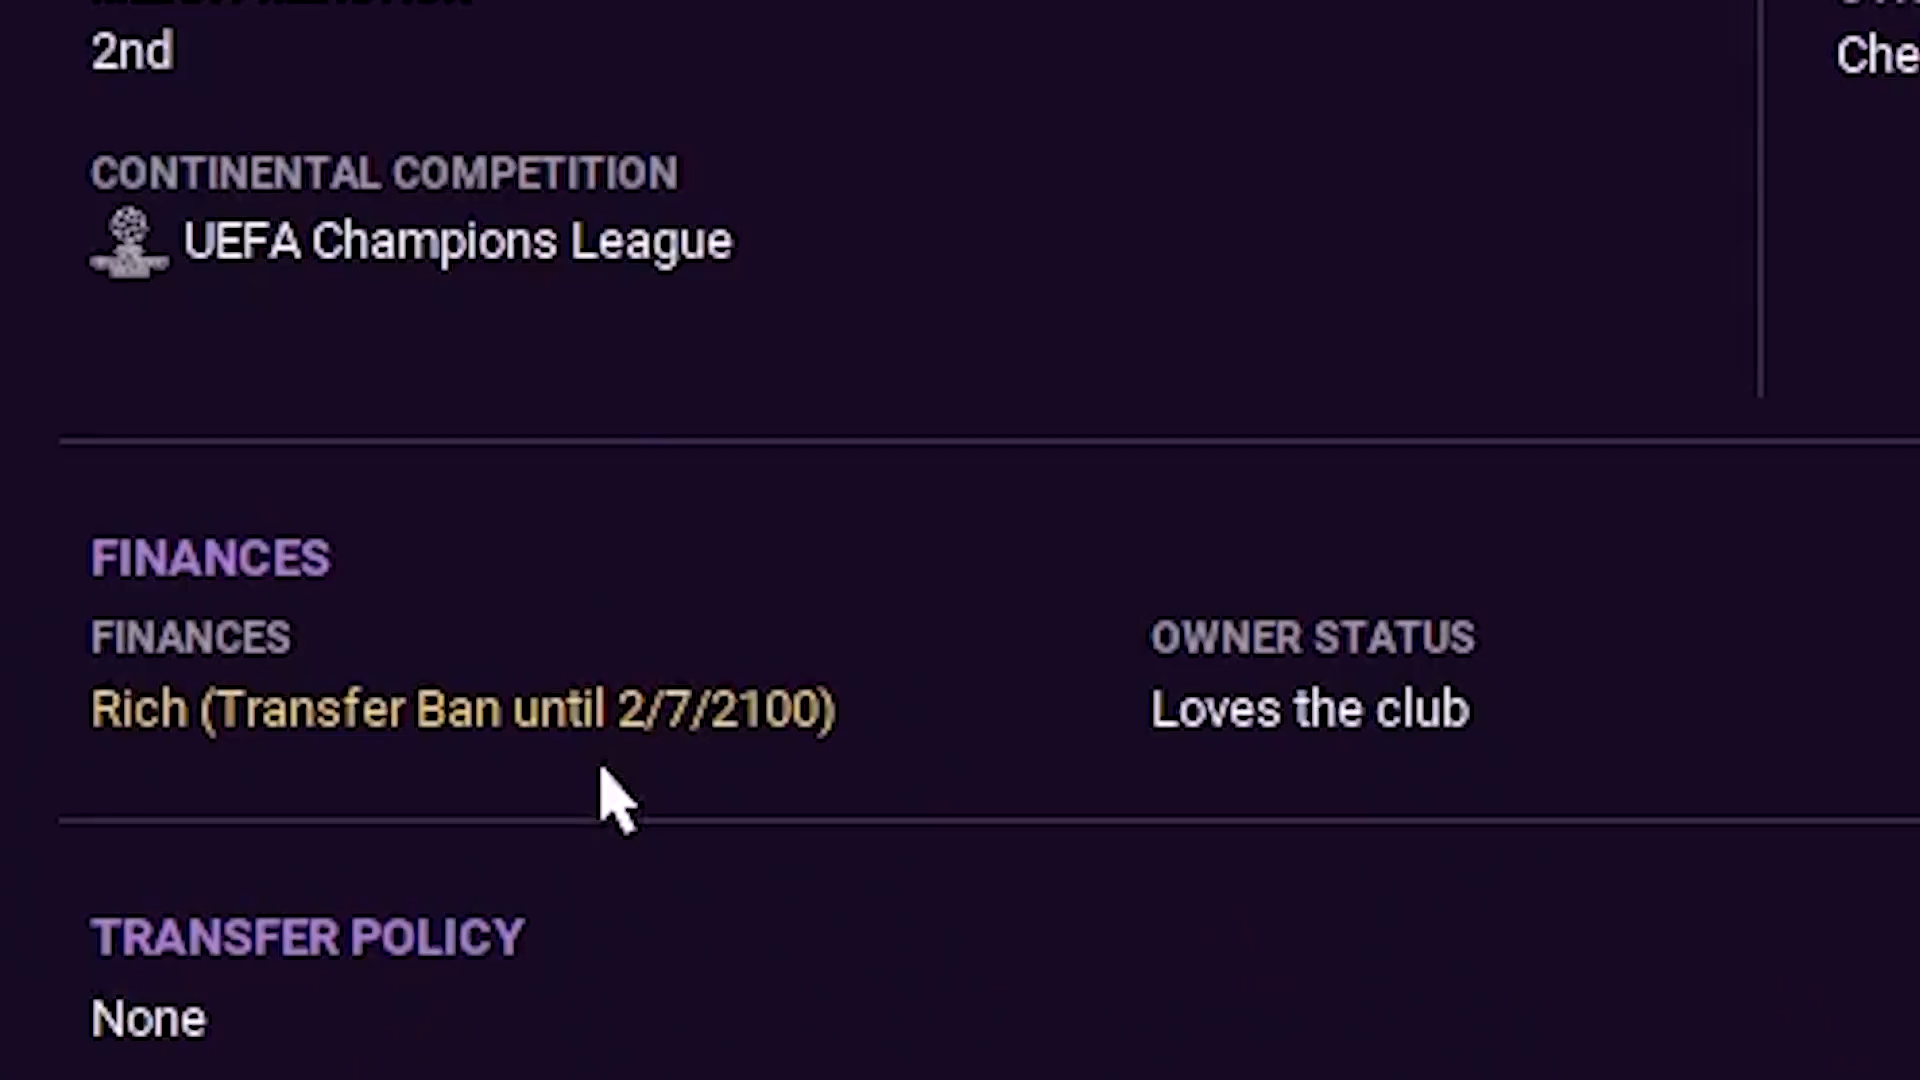 2nd
CONTINENTAL COMPETITION
UEFA Champions League
FINANCES
FINANCES
Rich (Transfer Ban until 2/7/2100)
OWNER STATUS
Loves the club
TRANSFER POLICY
None